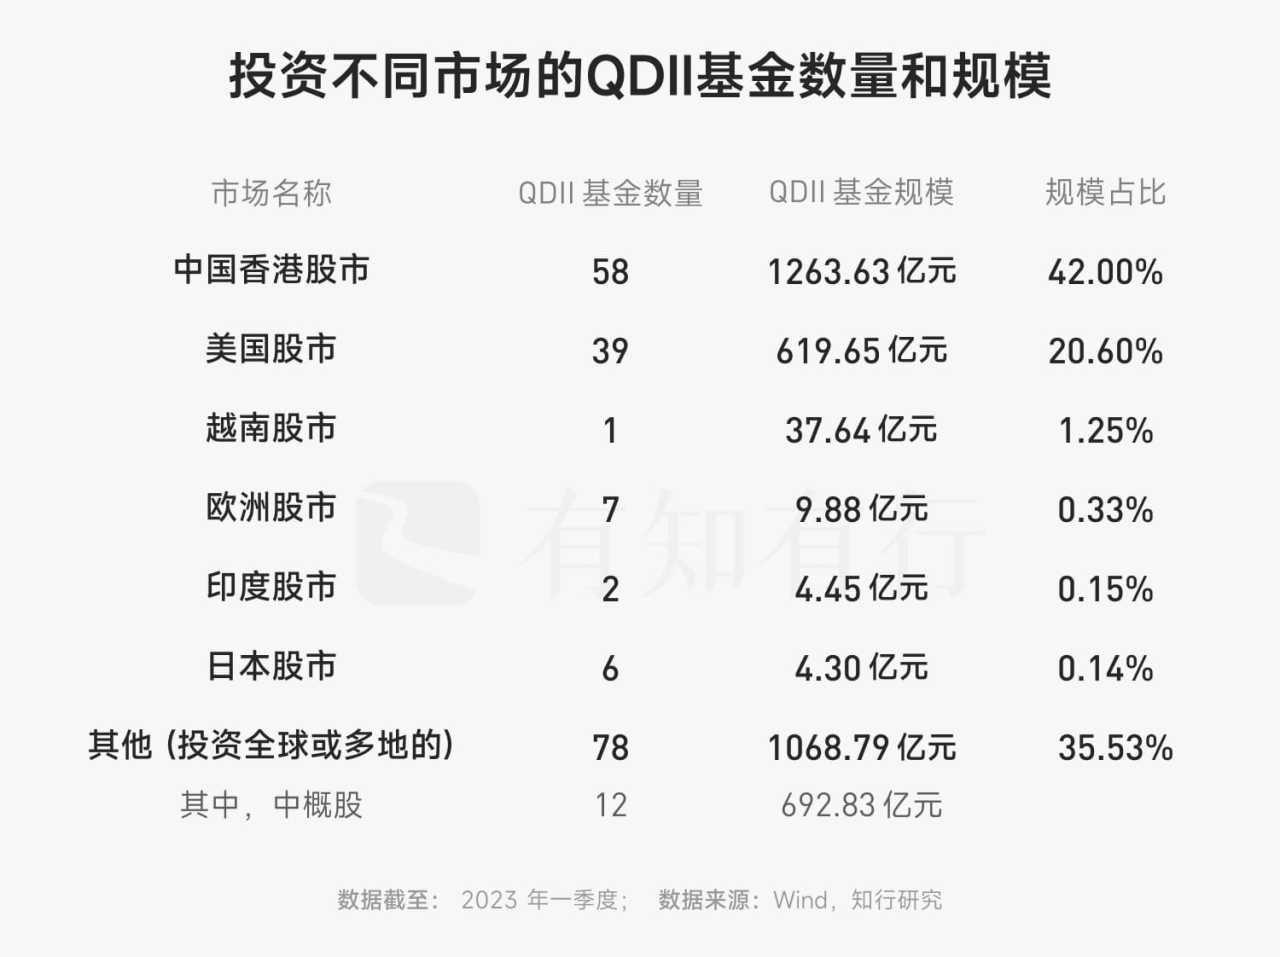 投资不同市场的QDII基金数量和规模
市场名称 QDII 基金数量 QDII 基金规模 规模占比
中国香港股市 58 1263.63 亿元 42.00%
美国股市 39 619.65 亿元 20.60%
越南股市 1 37.64 亿元 1.25%
有知有行
欧洲股市 7 9.88 亿元 0.33%
印度股市 2 4.45 亿元 0.15%
日本股市 6 4.30 亿元 0.14%
其他 (投资全球或多地的) 78 1068.79 亿元 35.53%
其中，中概股 12 692.83 亿元
数据截至： 2023 年一季度； 数据来源：Wind，知行研究